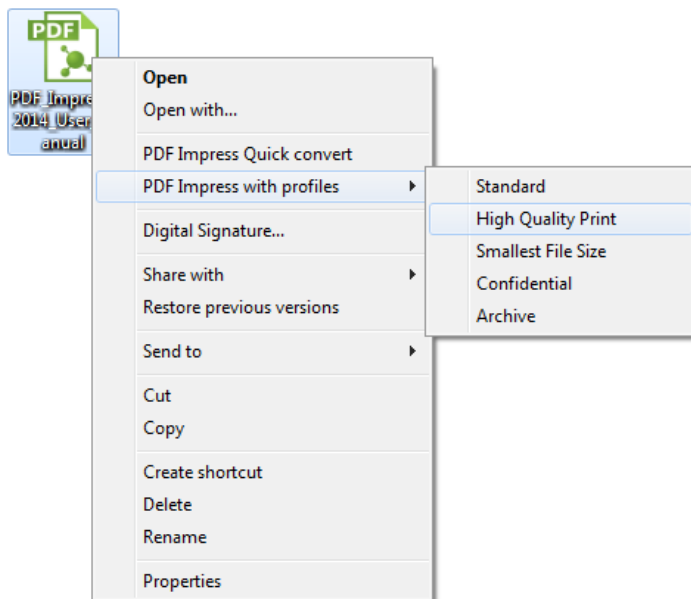 PDF
PDF_Impre
2014_User
anual
Open
Open with...
PDF Impress Quick convert
PDF Impress with profiles
Digital Signature...
Share with
Restore previous versions
Send to
Cut
Copy
Create shortcut
Delete
Rename
Properties
Standard
High Quality Print
Smallest File Size
Confidential
Archive